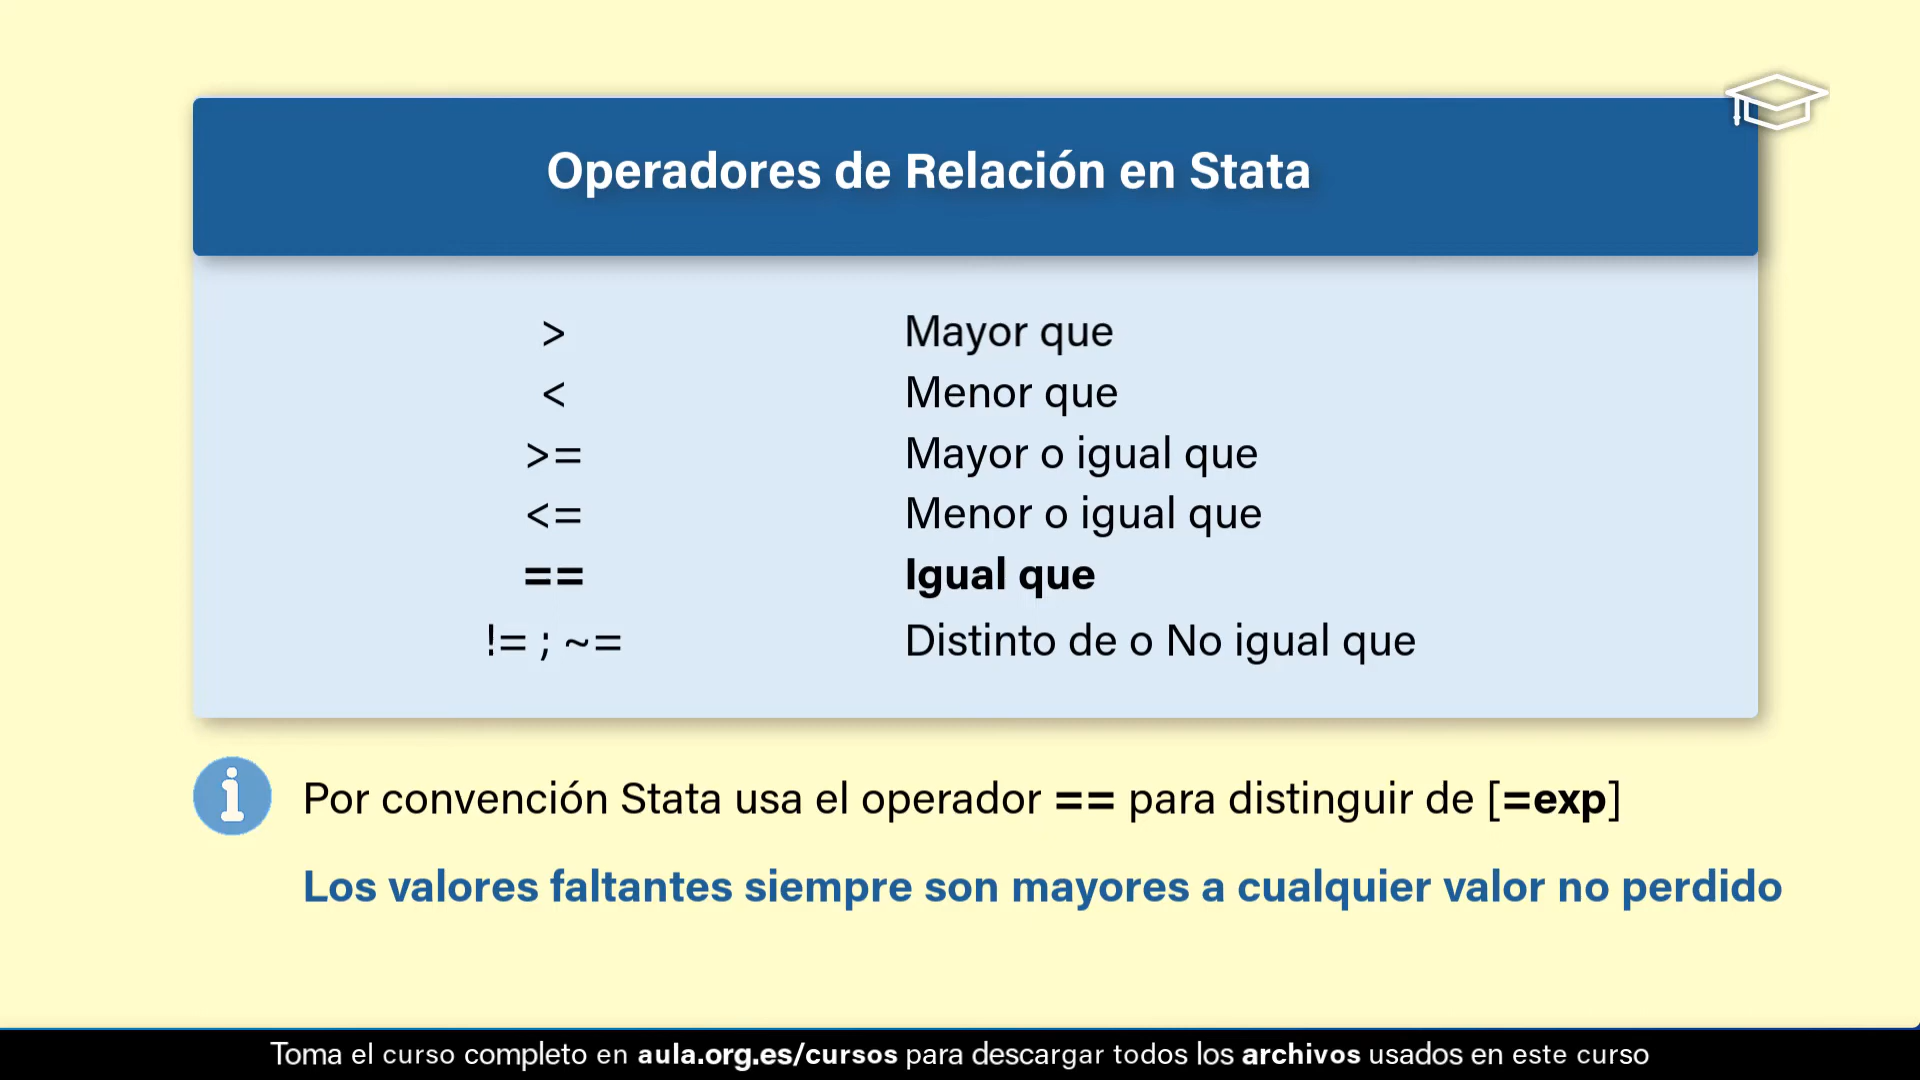 Operadores de Relación en Stata
> Mayor que
< Menor que
>= Mayor o igual que
<= Menor o igual que
== Igual que
!= ; ~= Distinto de o No igual que
Por convención Stata usa el operador == para distinguir de [=exp]
Los valores faltantes siempre son mayores a cualquier valor no perdido
Toma el curso completo en aula.org.es/cursos para descargar todos los archivos usados en este curso